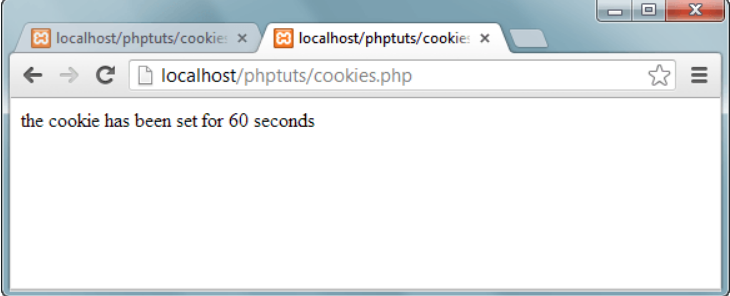 localhost/phptuts/cookie: localhost/phptuts/cookie:
localhost/phptuts/cookies.php
the cookie has been set for 60 seconds